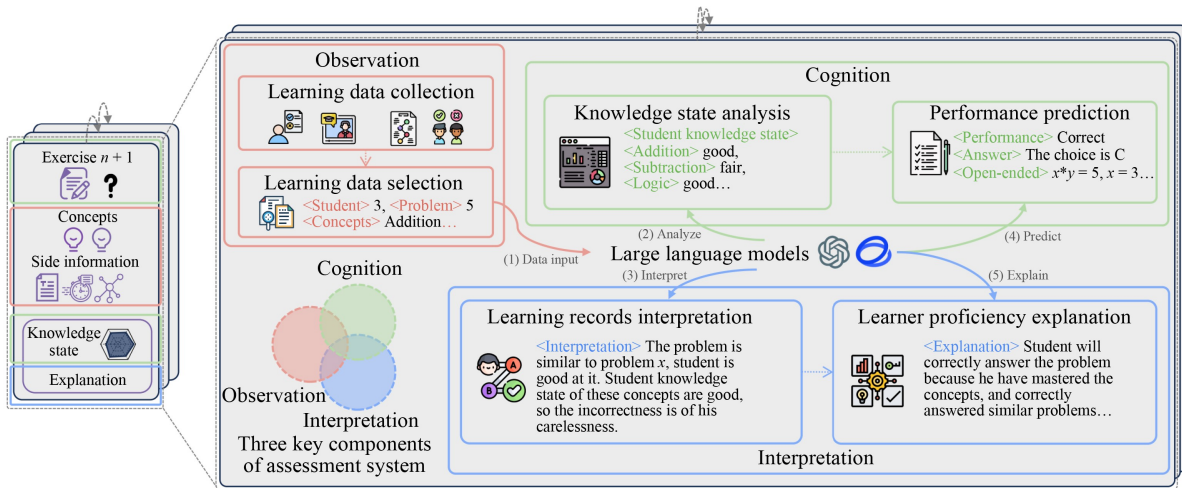 Exercise n + 1
?
Concepts
Side information
Knowledge
state
Explanation
Observation
Learning data collection
Learning data selection
<Student> 3, <Problem> 5
<Concepts> Addition…
(1) Data input
Cognition
Knowledge state analysis
<Student knowledge state>
<Addition> good,
<Subtraction> fair,
<Logic> good…
Performance prediction
<Performance> Correct
<Answer> The choice is C
<Open-ended> x*y = 5, x = 3…
(2) Analyze
Large language models
(4) Predict
(3) Interpret
(5) Explain
Cognition
Observation
Interpretation
Three key components
of assessment system
Learning records interpretation
A
B
<Interpretation> The problem is
similar to problem x, student is
good at it. Student knowledge
state of these concepts are good,
so the incorrectness is of his
carelessness.
Learner proficiency explanation
<Explanation> Student will
correctly answer the problem
because he have mastered the
concepts, and correctly
answered similar problems…
Interpretation